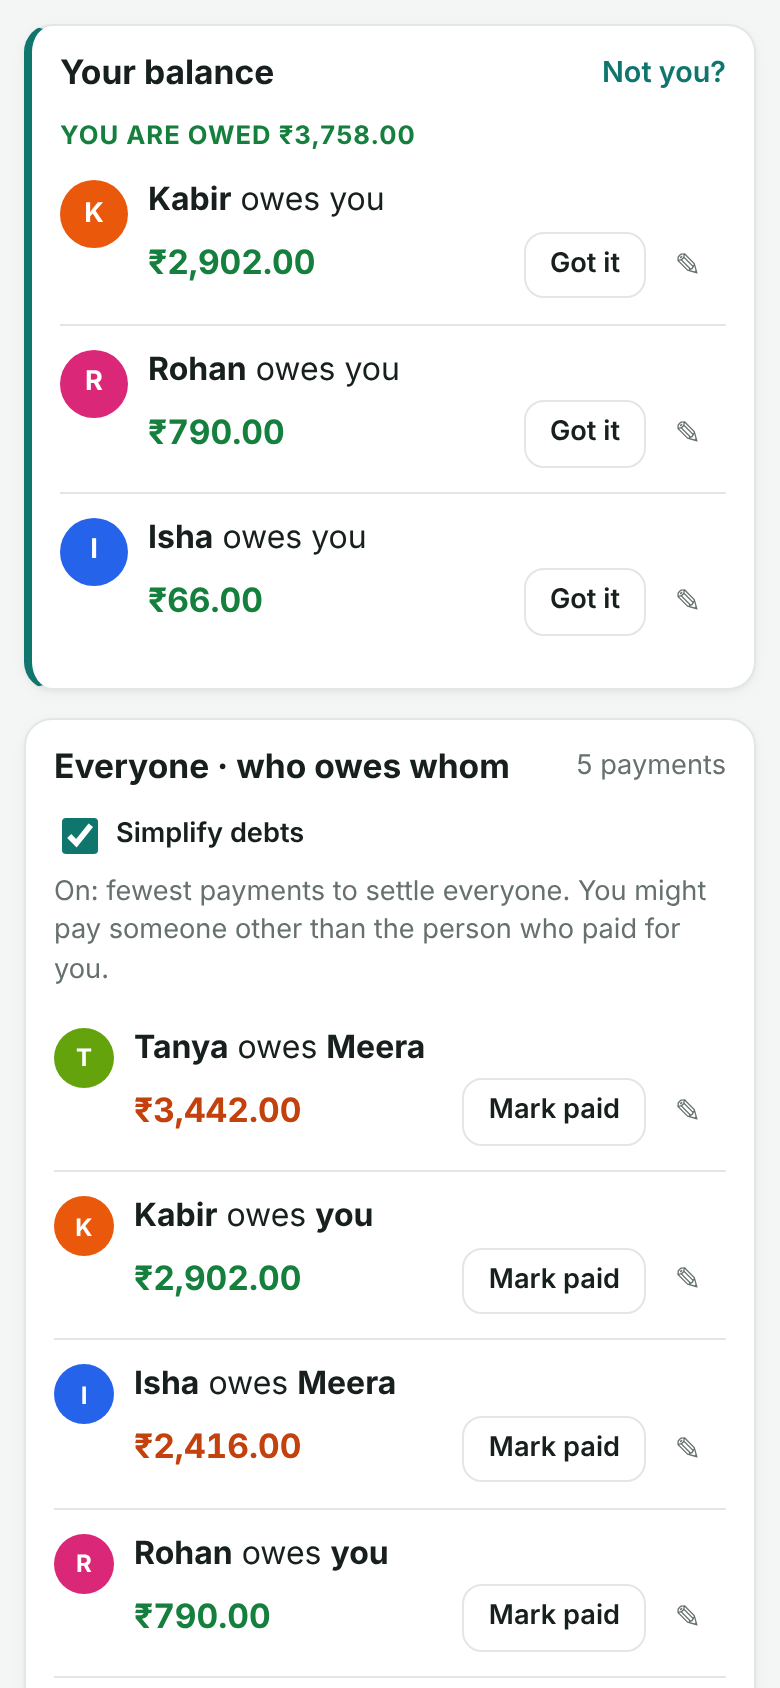 Your balance
Not you?
YOU ARE OWED ₹3,758.00
K
Kabir owes you
₹2,902.00
Got it
✎
R
Rohan owes you
₹790.00
Got it
✎
I
Isha owes you
₹66.00
Got it
✎
Everyone · who owes whom
5 payments
Simplify debts
On: fewest payments to settle everyone. You might
pay someone other than the person who paid for
you.
T
Tanya owes Meera
₹3,442.00
Mark paid
✎
K
Kabir owes you
₹2,902.00
Mark paid
✎
I
Isha owes Meera
₹2,416.00
Mark paid
✎
R
Rohan owes you
₹790.00
Mark paid
✎